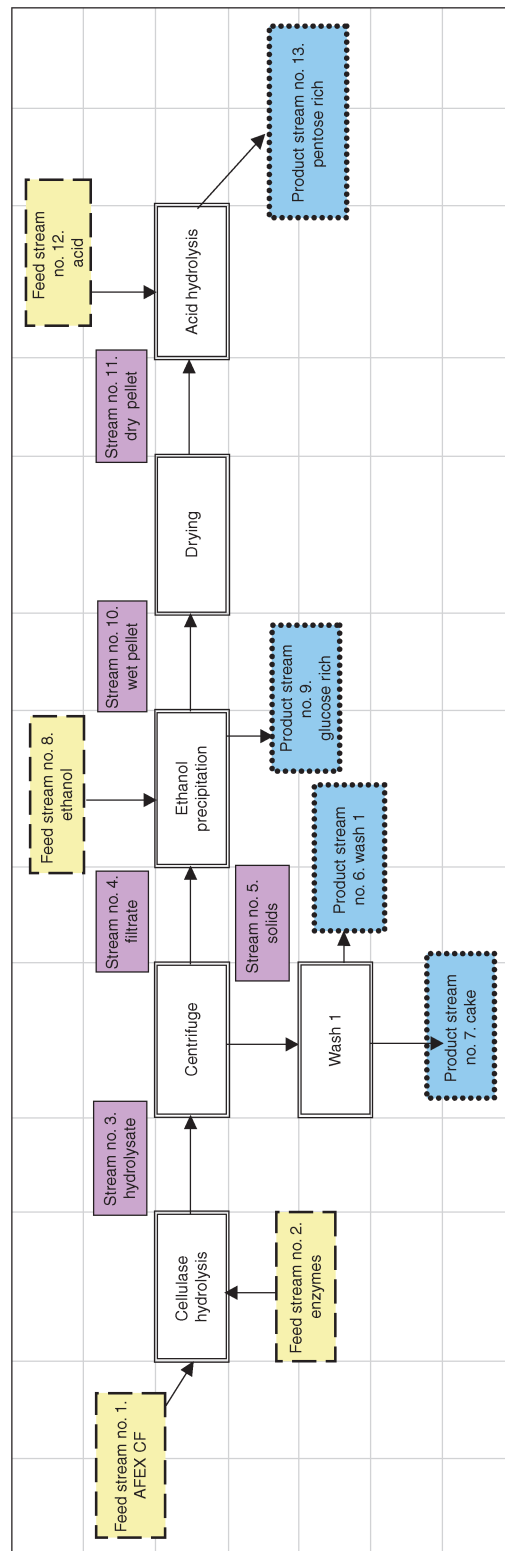 Feed stream no. 1.
AFEX CF
Cellulase
hydrolysis
Feed stream no. 2.
enzymes
Stream no. 3.
hydrolysate
Centrifuge
Wash 1
Product stream
no. 7. cake
Product stream
no. 6. wash 1
Stream no. 5.
solids
Stream no. 4.
filtrate
Feed stream no. 8.
ethanol
Ethanol
precipitation
Product stream
no. 9.
glucose rich
Stream no. 10.
wet pellet
Drying
Stream no. 11.
dry pellet
Feed stream
no. 12.
acid
Acid hydrolysis
Product stream no. 13.
pentose rich